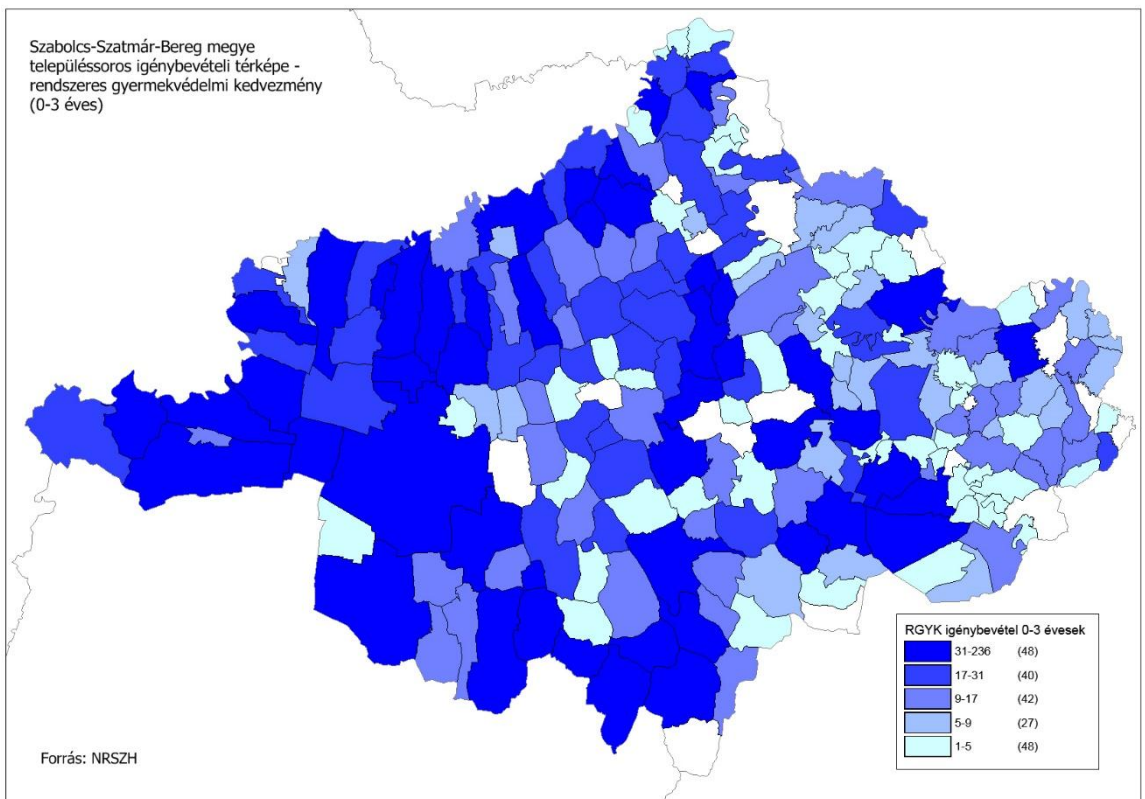 Szabolcs-Szatmár-Bereg megye
településsoros igénybevételi térképe -
rendszeres gyermekvédelmi kedvezmény
(0-3 éves)
RGYK igénybevétel 0-3 évesek
31-236 (48)
17-31 (40)
9-17 (42)
5-9 (27)
1-5 (48)
Forrás: NRSZH